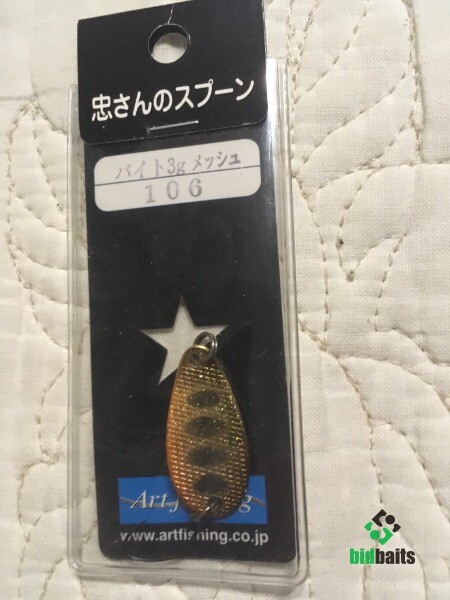 忠さんのスプーン
バイト3g メッシュ
106
Art
www.artfishing.co.jp
bidbaits